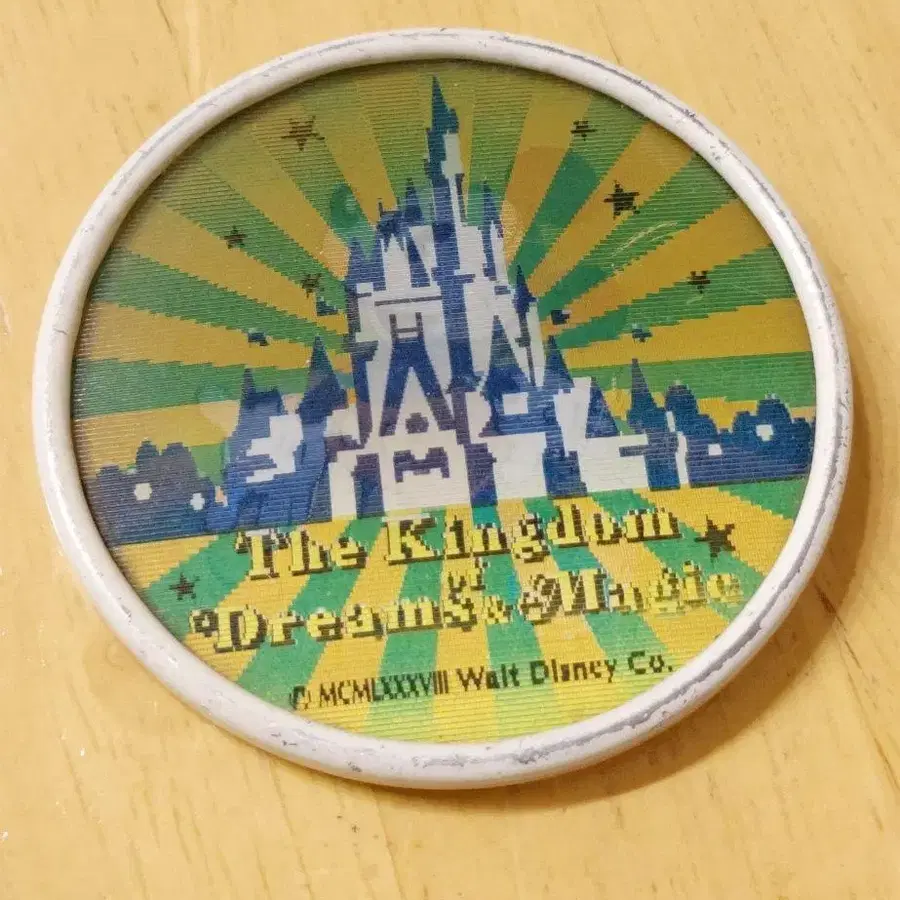 The Kingdom
of
Dreams & Magic
© MCMLXXXVIII Walt Disney Co.